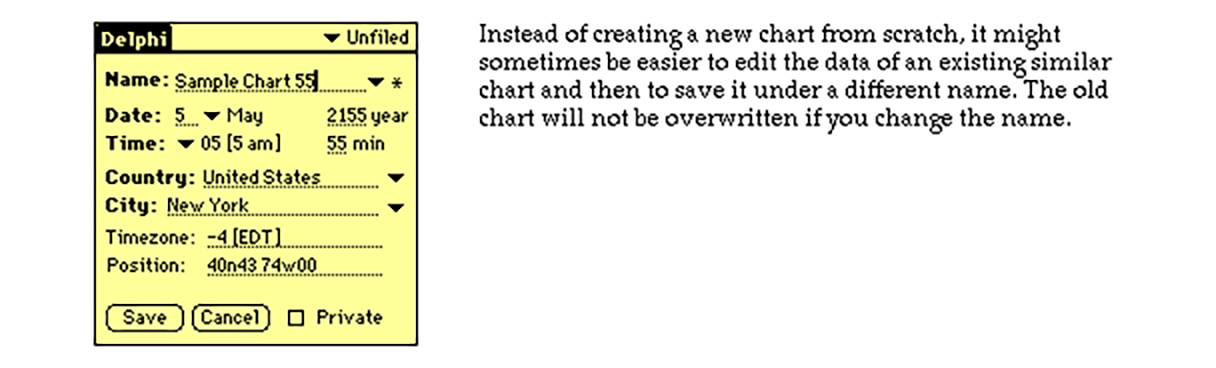 Delphi Unfiled
Name: Sample Chart 55 *
Date: 5 May 2155 year
Time: 05 [5 am] 55 min
Country: United States
City: New York
Timezone: -4 [EDT]
Position: 40n43 74w00
Save Cancel Private
Instead of creating a new chart from scratch, it might
sometimes be easier to edit the data of an existing similar
chart and then to save it under a different name. The old
chart will not be overwritten if you change the name.